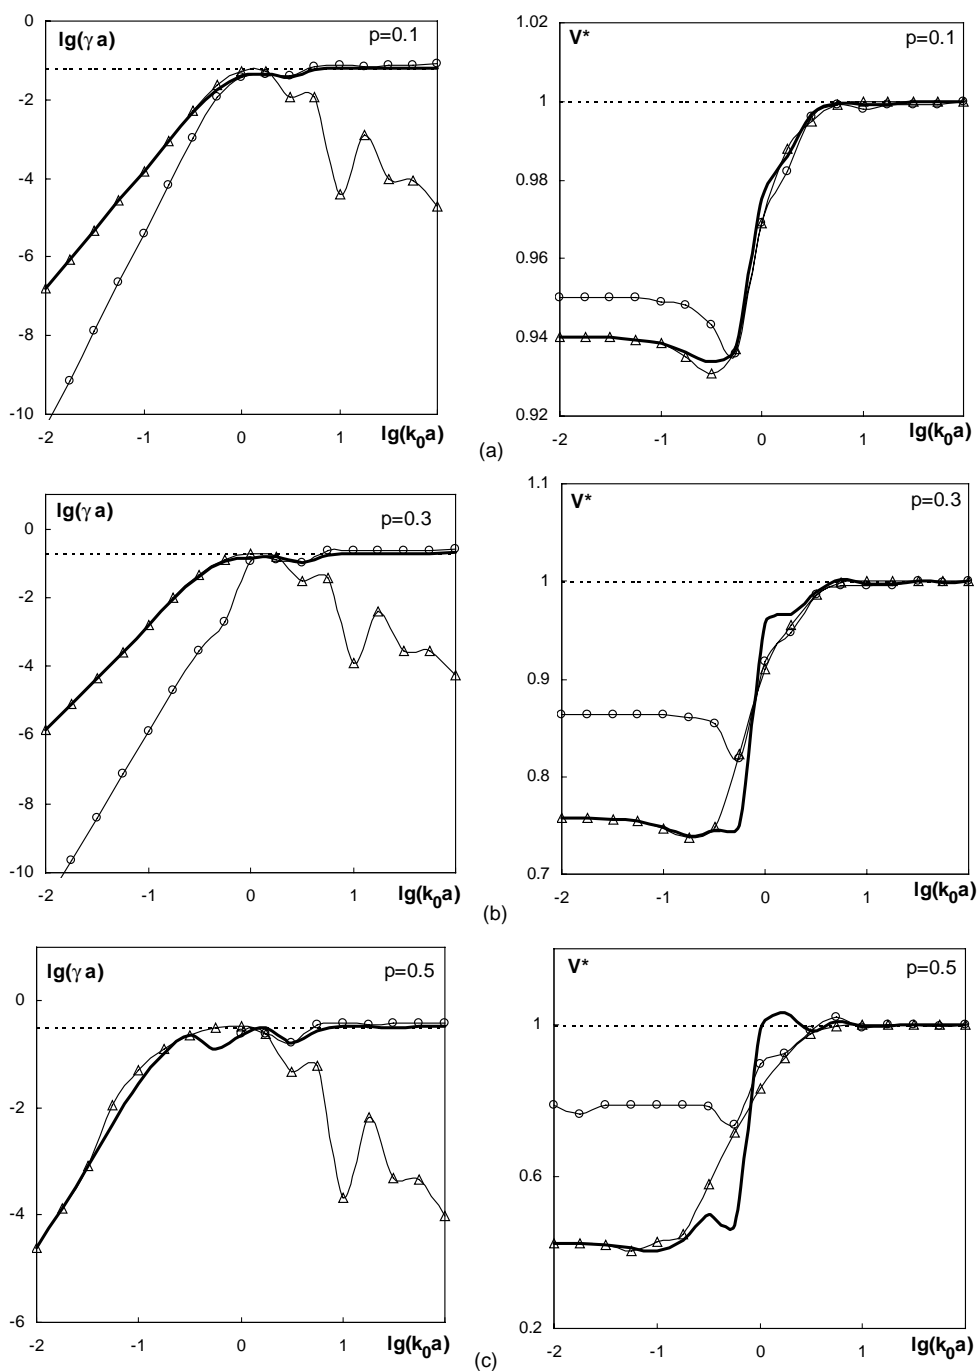 lg(γ a)
p=0.1
0
-2
-4
-6
-8
-10
-2
-1
0
1
lg(k0a)
V*
p=0.1
1.02
1
0.98
0.96
0.94
0.92
-2
-1
0
1
lg(k0a)
(a)
lg(γ a)
p=0.3
0
-2
-4
-6
-8
-10
-2
-1
0
1
lg(k0a)
V*
p=0.3
1.1
1
0.9
0.8
0.7
-2
-1
0
1
lg(k0a)
(b)
lg(γ a)
p=0.5
0
-2
-4
-6
-2
-1
0
1
lg(k0a)
V*
p=0.5
1
0.6
0.2
-2
-1
0
1
lg(k0a)
(c)